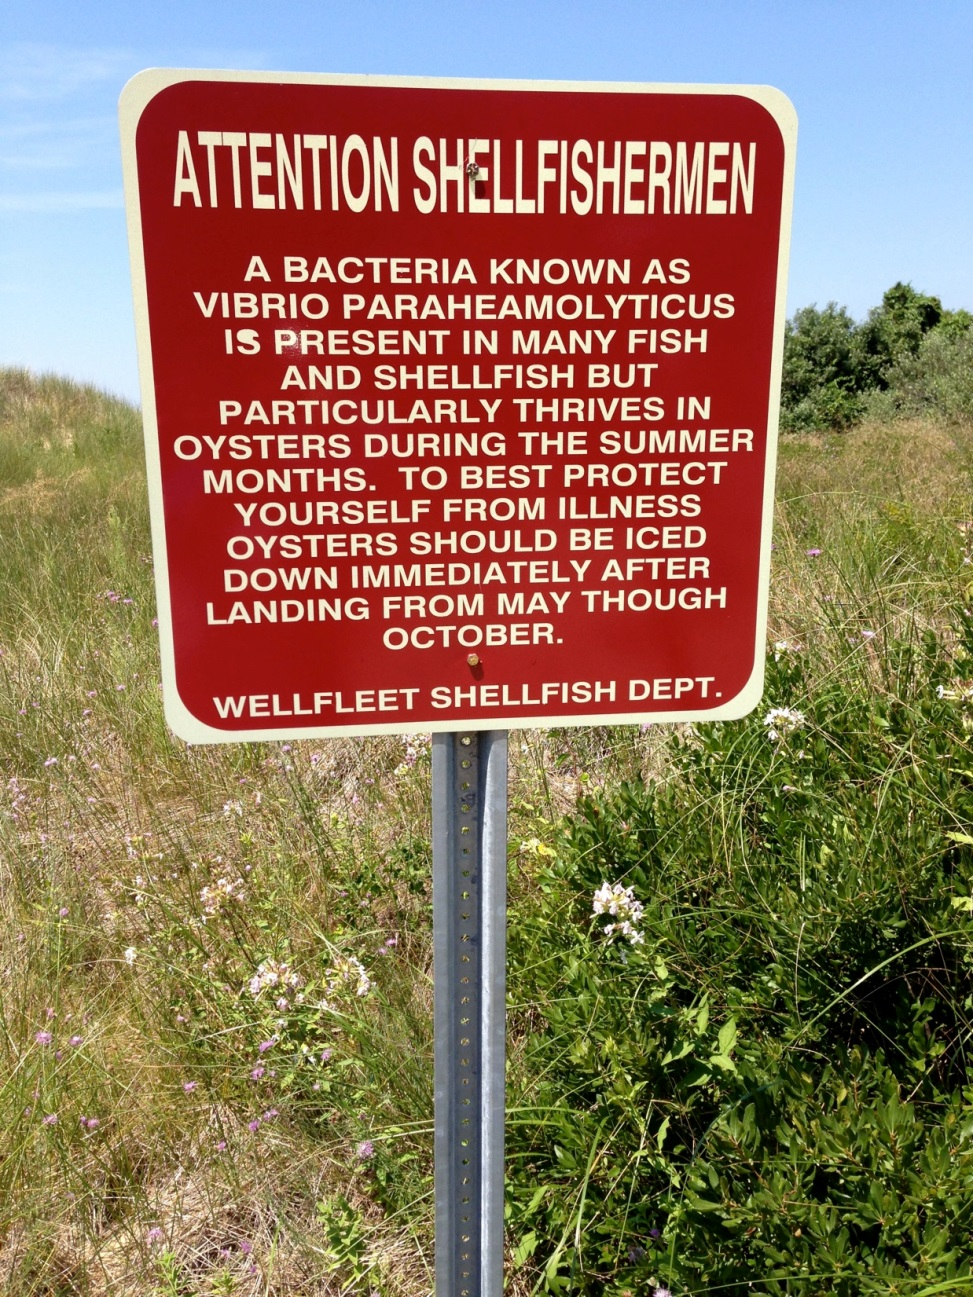 ATTENTION SHELLFISHERMEN
A BACTERIA KNOWN AS
VIBRIO PARAHEAMOLYTICUS
IS PRESENT IN MANY FISH
AND SHELLFISH BUT
PARTICULARLY THRIVES IN
OYSTERS DURING THE SUMMER
MONTHS. TO BEST PROTECT
YOURSELF FROM ILLNESS
OYSTERS SHOULD BE ICED
DOWN IMMEDIATELY AFTER
LANDING FROM MAY THOUGH
OCTOBER.
WELLFLEET SHELLFISH DEPT.